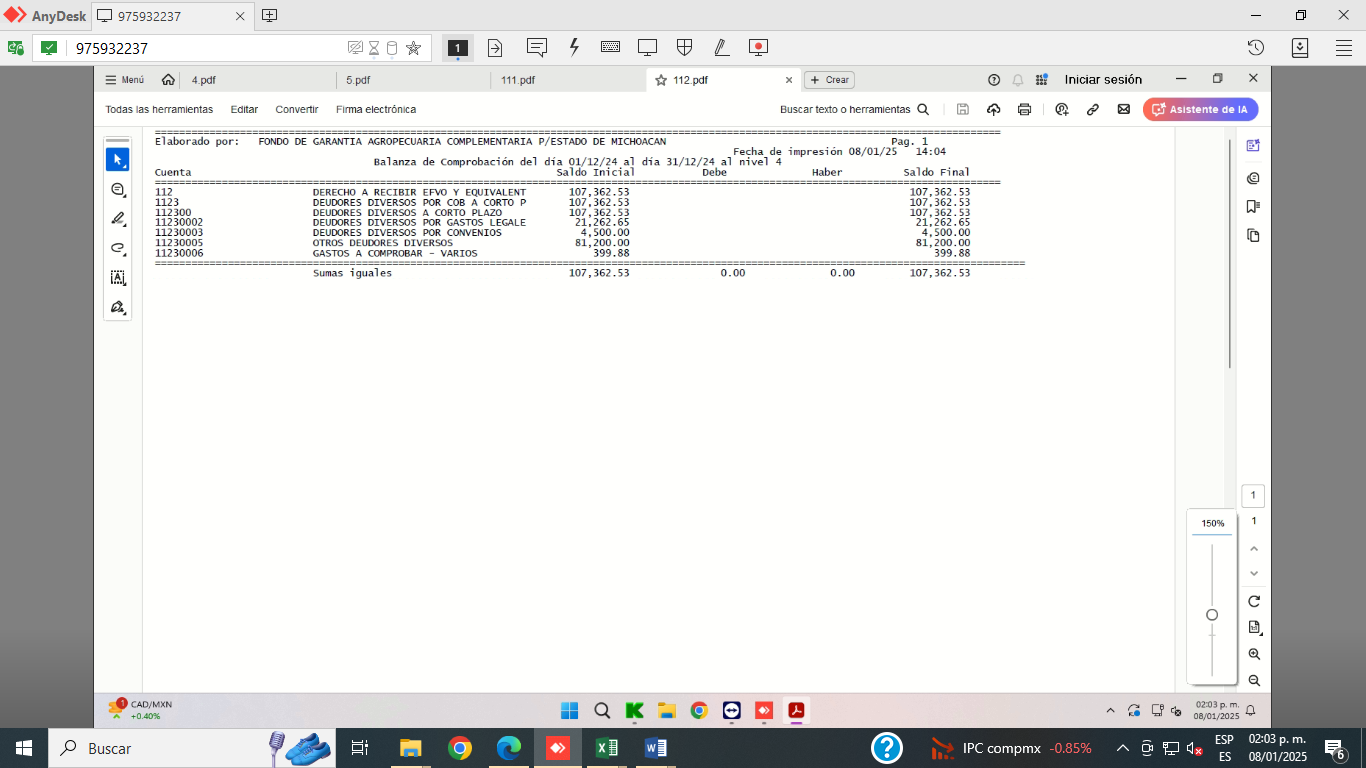 AnyDesk 975932237
975932237 1
Menú 4.pdf 5.pdf 111.pdf 112.pdf Crear Iniciar sesión
Todas las herramientas Editar Convertir Firma electrónica Buscar texto o herramientas Asistente de IA
Elaborado por: FONDO DE GARANTIA AGROPECUARIA COMPLEMENTARIA P/ESTADO DE MICHOACAN Pag. 1
Fecha de impresión 08/01/25 14:04
Balanza de Comprobación del día 01/12/24 al día 31/12/24 al nivel 4
Cuenta Saldo Inicial Debe Haber Saldo Final
112 DERECHO A RECIBIR EFVO Y EQUIVALENT 107,362.53 107,362.53
1123 DEUDORES DIVERSOS POR COB A CORTO P 107,362.53 107,362.53
112300 DEUDORES DIVERSOS A CORTO PLAZO 107,362.53 107,362.53
11230002 DEUDORES DIVERSOS POR GASTOS LEGALE 21,262.65 21,262.65
11230003 DEUDORES DIVERSOS POR CONVENIOS 4,500.00 4,500.00
11230005 OTROS DEUDORES DIVERSOS 81,200.00 81,200.00
11230006 GASTOS A COMPROBAR - VARIOS 399.88 399.88
Sumas iguales 107,362.53 0.00 0.00 107,362.53
1
150% 1
1 CAD/MXN
+0.40%
02:03 p. m.
08/01/2025
Buscar IPC compmx -0.85% ESP ES 02:03 p. m. 08/01/2025 6